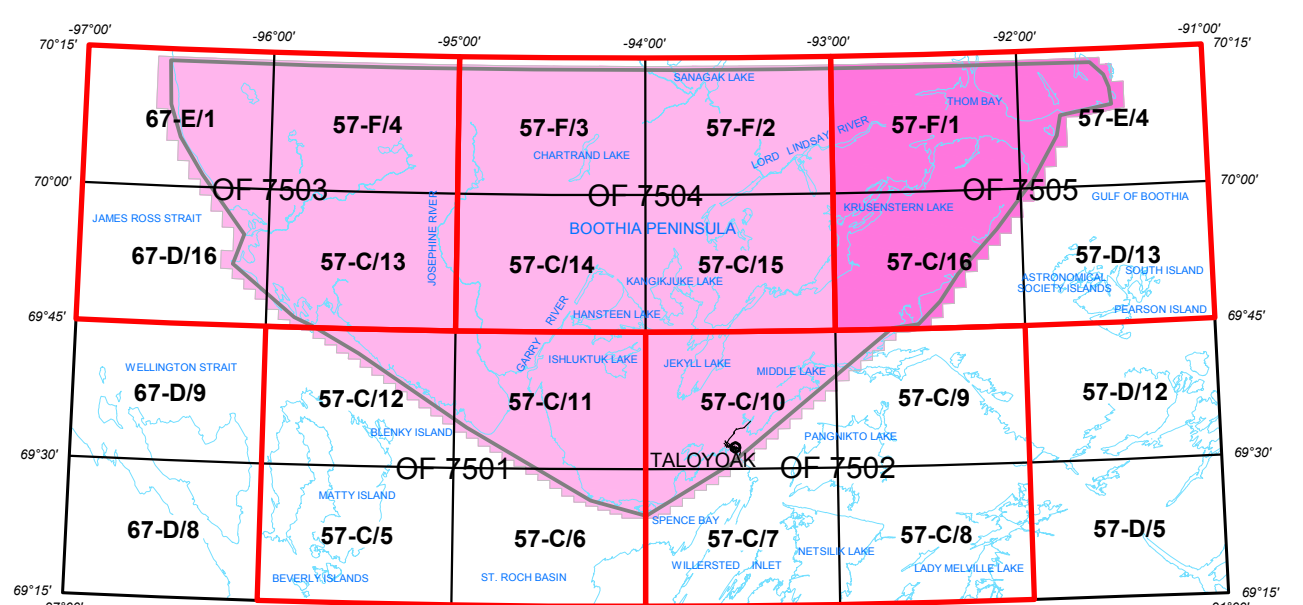 -97°00'
-96°00'
-95°00'
-94°00'
-93°00'
-92°00'
-91°00'
70°15'
70°15'
SANAGAK LAKE
THOM BAY
67-E/1
57-F/4
57-F/3
57-F/2
57-F/1
57-E/4
LORD LINDSAY RIVER
CHARTRAND LAKE
70°00'
70°00'
OF 7503
OF 7504
OF 7505
GULF OF BOOTHIA
JAMES ROSS STRAIT
JOSEPHINE RIVER
KRUSENSTERN LAKE
BOOTHIA PENINSULA
67-D/16
57-C/13
57-C/14
57-C/15
57-C/16
57-D/13
KANGIKJUKE LAKE
ASTRONOMICAL
SOCIETY ISLANDS
SOUTH ISLAND
PEARSON ISLAND
GARRY RIVER
HANSTEEN LAKE
69°45'
69°45'
WELLINGTON STRAIT
ISHLUKTUK LAKE
JEKYLL LAKE
MIDDLE LAKE
67-D/9
57-C/12
57-C/11
57-C/10
57-C/9
57-D/12
BLENKY ISLAND
PANGNIKTO LAKE
69°30'
69°30'
OF 7501
TALOYOAK
OF 7502
MATTY ISLAND
SPENCE BAY
67-D/8
57-C/5
57-C/6
57-C/7
57-C/8
57-D/5
NETSILIK LAKE
BEVERLY ISLANDS
ST. ROCH BASIN
WILLERSTED INLET
LADY MELVILLE LAKE
69°15'
69°15'